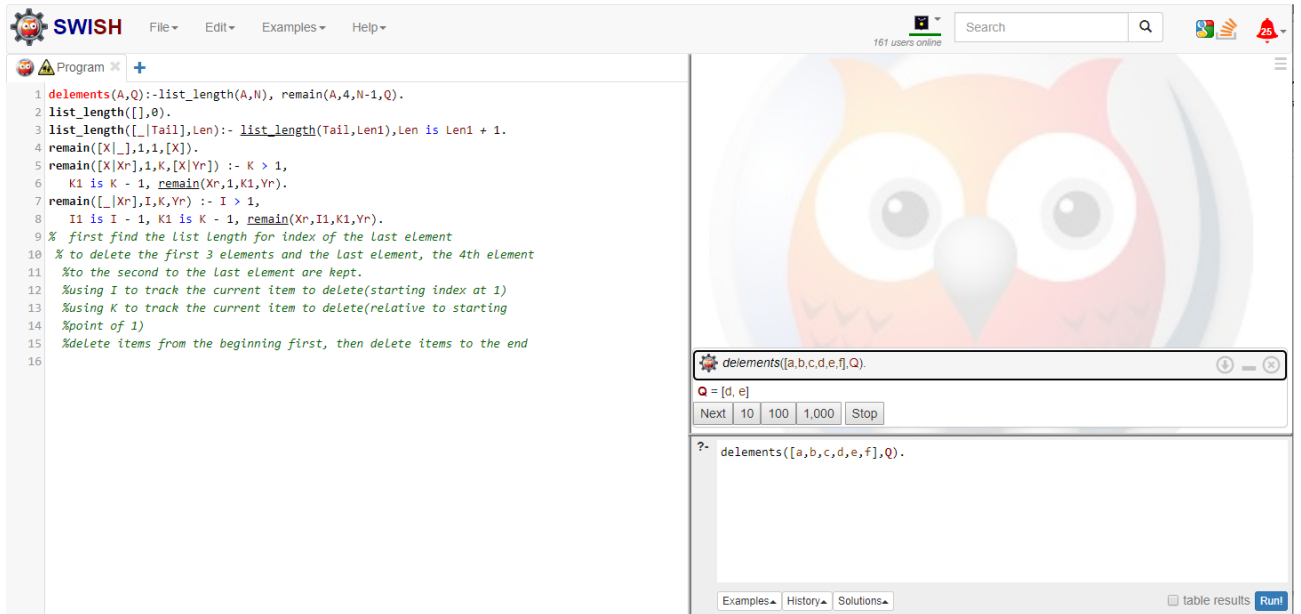 SWISH File Edit Examples Help 161 users online Search 25
Program
1 delements(A,Q):-list_length(A,N), remain(A,4,N-1,Q).
2 list_length([],0).
3 list_length([_|Tail],Len):- list_length(Tail,Len1),Len is Len1 + 1.
4 remain([X|_],1,1,[X]).
5 remain([X|Xr],1,K,[X|Yr]) :- K > 1,
6 K1 is K - 1, remain(Xr,1,K1,Yr).
7 remain([_|Xr],I,K,Yr) :- I > 1,
8 I1 is I - 1, K1 is K - 1, remain(Xr,I1,K1,Yr).
9 % first find the list length for index of the last element
10 % to delete the first 3 elements and the last element, the 4th element
11 %to the second to the last element are kept.
12 %using I to track the current item to delete(starting index at 1)
13 %using K to track the current item to delete(relative to starting
14 %point of 1)
15 %delete items from the beginning first, then delete items to the end
16
delements([a,b,c,d,e,f],Q).
Q = [d, e]
Next 10 100 1,000 Stop
?- delements([a,b,c,d,e,f],Q).
Examples History Solutions table results Run!